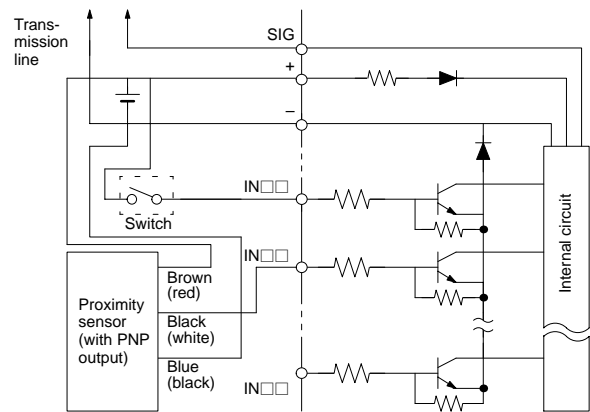 Trans-
mission
line
SIG
+
−
IN□□
Switch
IN□□
Brown
(red)
Proximity
sensor
(with PNP
output)
Black
(white)
Blue
(black)
IN□□
Internal circuit